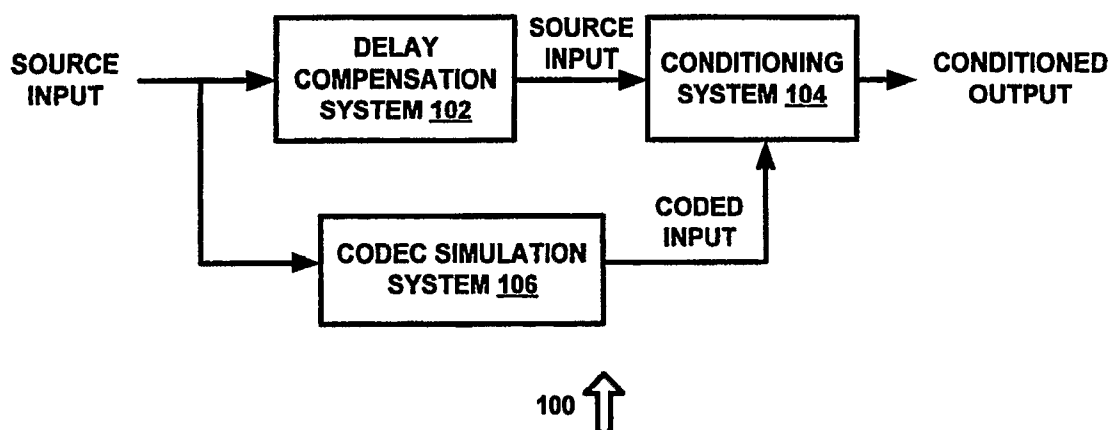 SOURCE
INPUT
DELAY
COMPENSATION
SYSTEM 102
SOURCE
INPUT
CONDITIONING
SYSTEM 104
CONDITIONED
OUTPUT
CODEC SIMULATION
SYSTEM 106
CODED
INPUT
100